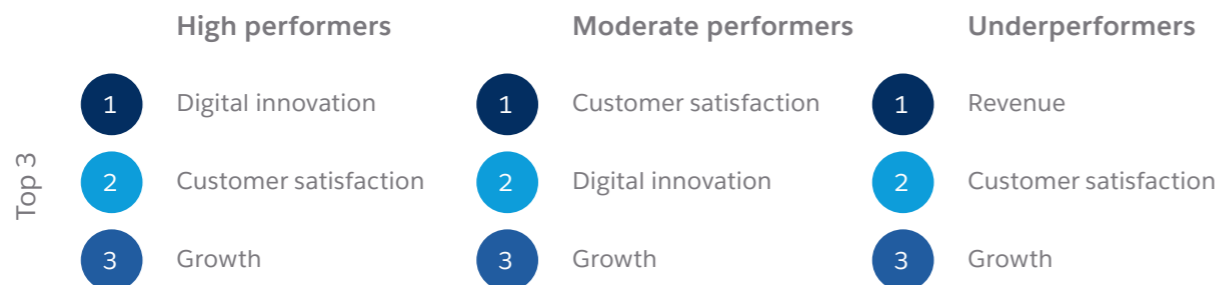 High performers Moderate performers Underperformers
1 Digital innovation 1 Customer satisfaction 1 Revenue
Top 3
2 Customer satisfaction 2 Digital innovation 2 Customer satisfaction
3 Growth 3 Growth 3 Growth